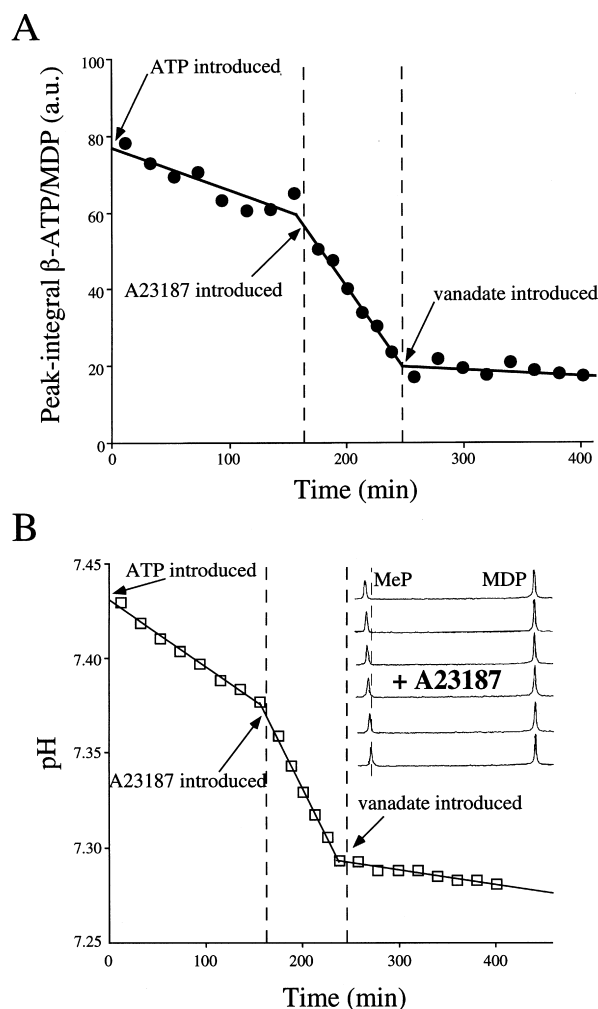 A
Peak-integral β-ATP/MDP (a.u.)
100
80
60
40
20
0
ATP introduced
A23187 introduced
vanadate introduced
0 100 200 300 400
Time (min)
B
pH
7.45
7.40
7.35
7.30
7.25
ATP introduced
MeP MDP
+ A23187
A23187 introduced
vanadate introduced
0 100 200 300 400
Time (min)